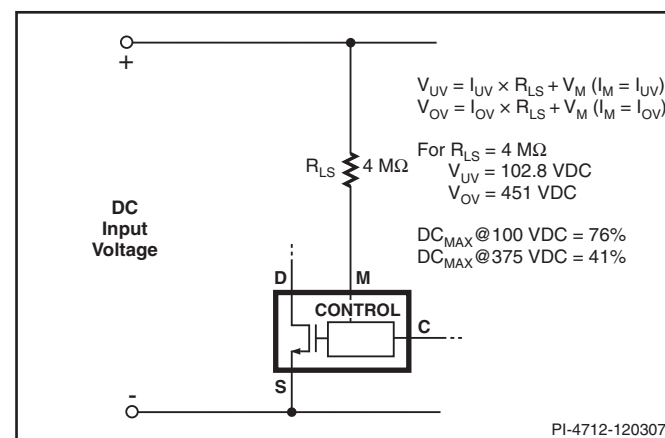 +
V_UV = I_UV × R_LS + V_M (I_M = I_UV)
V_OV = I_OV × R_LS + V_M (I_M = I_OV)
For R_LS = 4 MΩ
V_UV = 102.8 VDC
V_OV = 451 VDC
DC_MAX@100 VDC = 76%
DC_MAX@375 VDC = 41%
R_LS 4 MΩ
DC
Input
Voltage
D M
CONTROL
C
S
-
PI-4712-120307